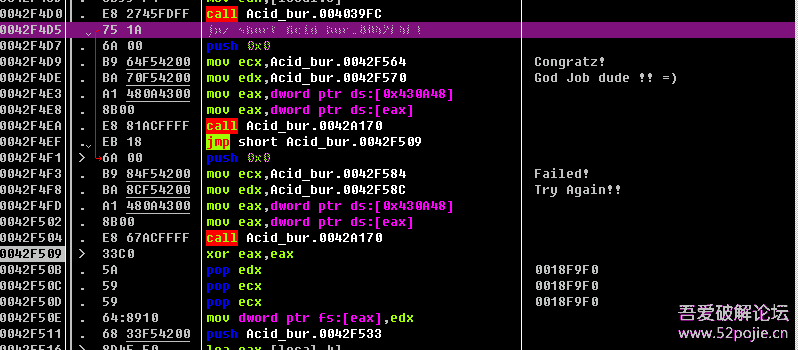 0042F4D0 . E8 2745FDFF call Acid_bur.004039FC
0042F4D5 . 75 1A jnz short Acid_bur.0042F4F1
0042F4D7 . 6A 00 push 0x0
0042F4D9 . B9 64F54200 mov ecx,Acid_bur.0042F564 Congratz!
0042F4DE . BA 70F54200 mov edx,Acid_bur.0042F570 God Job dude !! =)
0042F4E3 . A1 480A4300 mov eax,dword ptr ds:[0x430A48]
0042F4E8 . 8B00 mov eax,dword ptr ds:[eax]
0042F4EA . E8 81ACFFFF call Acid_bur.0042A170
0042F4EF . EB 18 jmp short Acid_bur.0042F509
0042F4F1 > 6A 00 push 0x0
0042F4F3 . B9 84F54200 mov ecx,Acid_bur.0042F584 Failed!
0042F4F8 . BA 8CF54200 mov edx,Acid_bur.0042F58C Try Again!!
0042F4FD . A1 480A4300 mov eax,dword ptr ds:[0x430A48]
0042F502 . 8B00 mov eax,dword ptr ds:[eax]
0042F504 . E8 67ACFFFF call Acid_bur.0042A170
0042F509 > 33C0 xor eax,eax
0042F50B . 5A pop edx 0018F9F0
0042F50C . 59 pop ecx 0018F9F0
0042F50D . 59 pop ecx 0018F9F0
0042F50E . 64:8910 mov dword ptr fs:[eax],edx
0042F511 . 68 33F54200 push Acid_bur.0042F533
吾爱破解论坛
www.52pojie.cn